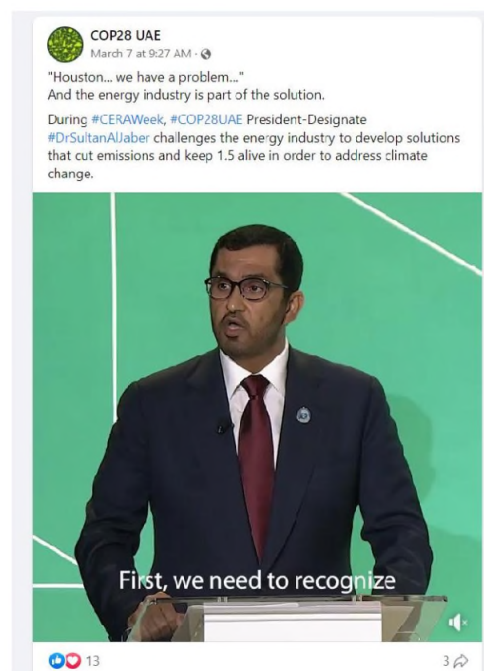 COP28 UAE
March 7 at 9:27 AM ·
"Houston... we have a problem..."
And the energy industry is part of the solution.
During #CERAWeek, #COP28UAE President-Designate
#DrSultanAlJaber challenges the energy industry to develop solutions
that cut emissions and keep 1.5 alive in order to address climate
change.
First, we need to recognize
13
3